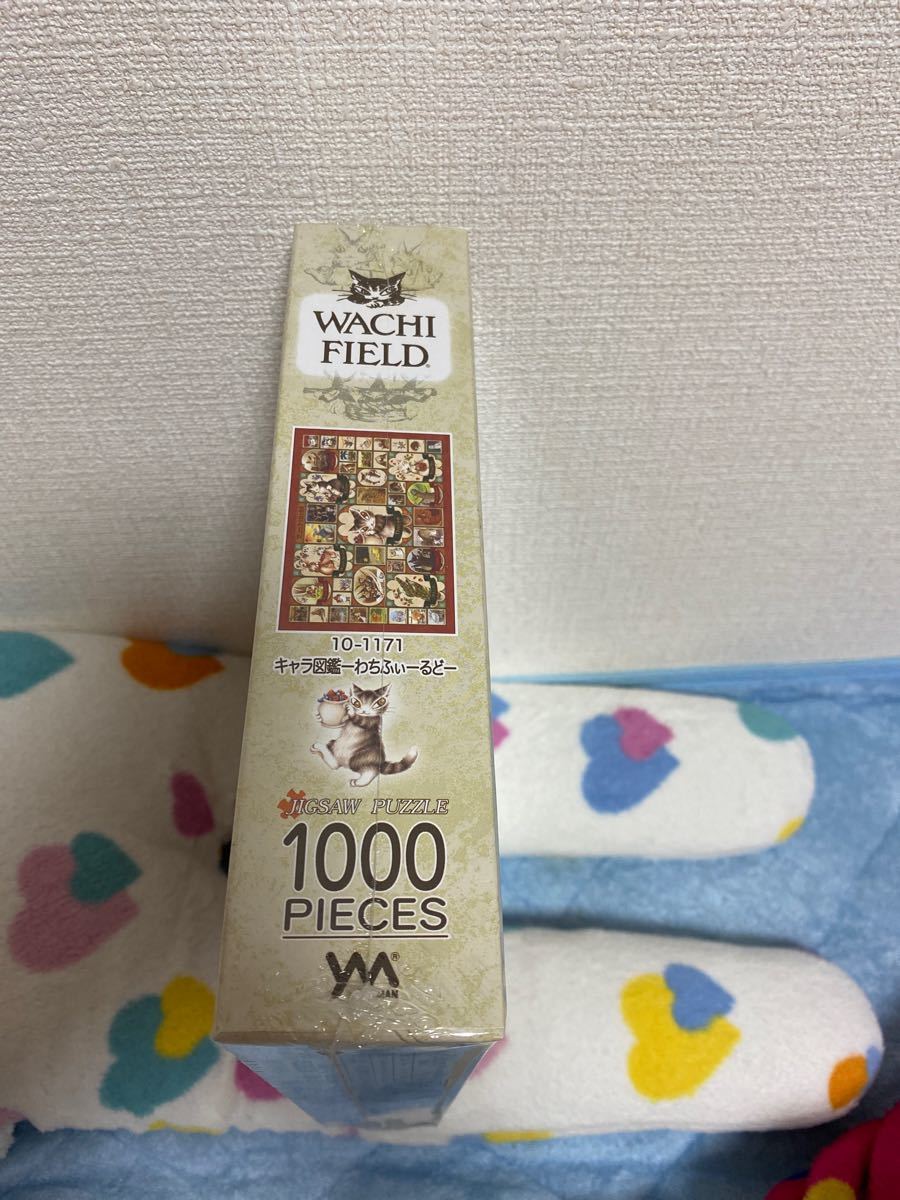 WACHI
FIELD®
10-1171
キャラ図鑑ーわちふぃーるどー
JIGSAW PUZZLE
1000
PIECES
®